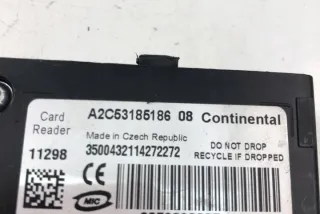 A2C53185186 08 Continental
Card Reader
Made in Czech Republic
11298
3500432114272272
DO NOT DROP
RECYCLE IF DROPPED
CE
MIC